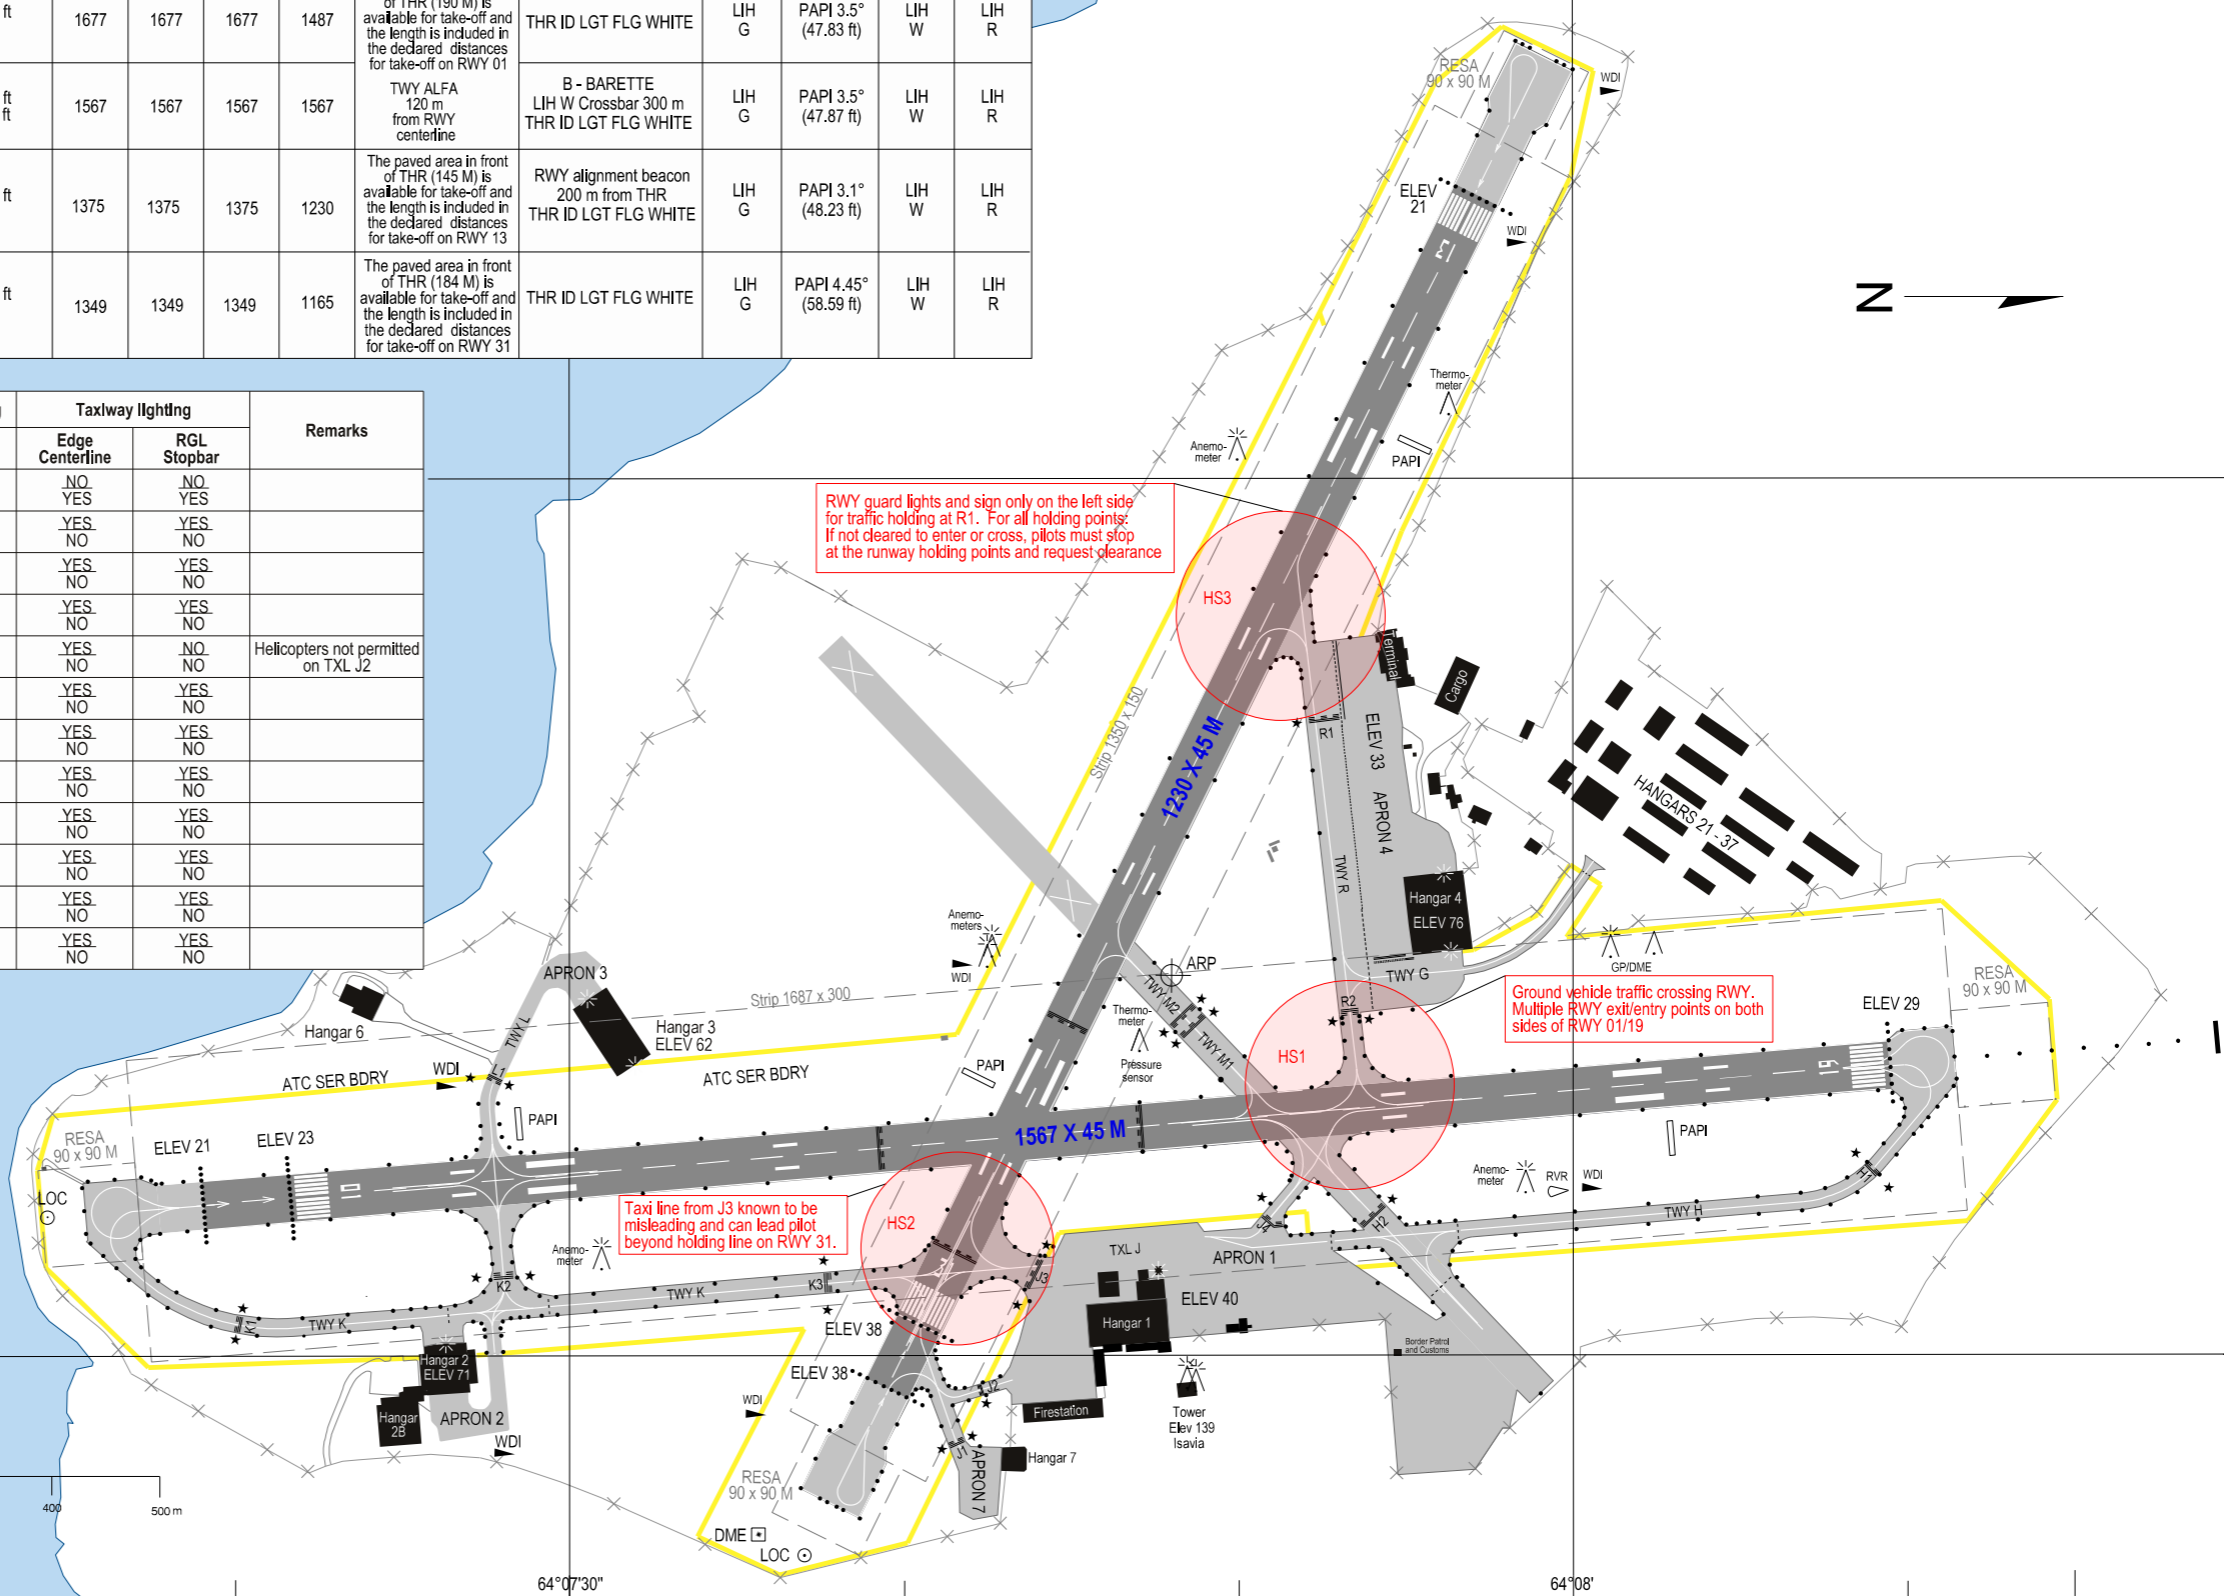 ft
1677
1677
1677
1487
of THR (190 M) is
available for take-off and
the length is included in
the declared distances
for take-off on RWY 01
THR ID LGT FLG WHITE
LIH
G
PAPI 3.5°
(47.83 ft)
LIH
W
LIH
R
ft
ft
1567
1567
1567
1567
TWY ALFA
120 m
from RWY
centerline
B - BARETTE
LIH W Crossbar 300 m
THR ID LGT FLG WHITE
LIH
G
PAPI 3.5°
(47.87 ft)
LIH
W
LIH
R
ft
1375
1375
1375
1230
The paved area in front
of THR (145 M) is
available for take-off and
the length is included in
the declared distances
for take-off on RWY 13
RWY alignment beacon
200 m from THR
THR ID LGT FLG WHITE
LIH
G
PAPI 3.1°
(48.23 ft)
LIH
W
LIH
R
ft
1349
1349
1349
1165
The paved area in front
of THR (184 M) is
available for take-off and
the length is included in
the declared distances
for take-off on RWY 31
THR ID LGT FLG WHITE
LIH
G
PAPI 4.45°
(58.59 ft)
LIH
W
LIH
R
g
Taxiway lighting
Remarks
Edge
Centerline
RGL
Stopbar
NO
YES
NO
YES
YES
NO
YES
NO
YES
NO
YES
NO
YES
NO
YES
NO
YES
NO
NO
NO
Helicopters not permitted
on TXL J2
YES
NO
YES
NO
YES
NO
YES
NO
YES
NO
YES
NO
YES
NO
YES
NO
YES
NO
YES
NO
YES
NO
YES
NO
YES
NO
YES
NO
RESA
90 x 90 M
WDI
ELEV
21
WDI
13
N
Thermo-
meter
Anemo-
meter
PAPI
RWY guard lights and sign only on the left side
for traffic holding at R1. For all holding points:
If not cleared to enter or cross, pilots must stop
at the runway holding points and request clearance
HS3
Terminal
Cargo
Strip 1350 x 150
1230 X 45 M
R1
ELEV 33
APRON 4
HANGARS 21 - 37
TWY R
Hangar 4
ELEV 76
Anemo-
meters
WDI
ARP
TWY G
GP/DME
RESA
90 x 90 M
APRON 3
Strip 1687 x 300
TWY M2
R2
Ground vehicle traffic crossing RWY.
Multiple RWY exit/entry points on both
sides of RWY 01/19
ELEV 29
Hangar 6
TWY L
Hangar 3
ELEV 62
Thermo-
meter
Pressure
sensor
TWY M1
HS1
ATC SER BDRY
WDI
L1
ATC SER BDRY
PAPI
19
PAPI
1567 X 45 M
PAPI
RESA
90 x 90 M
ELEV 21
ELEV 23
LOC
01
Taxi line from J3 known to be
misleading and can lead pilot
beyond holding line on RWY 31.
HS2
Anemo-
meter
RVR
WDI
H1
J4
H2
TWY H
Anemo-
meter
TXL J
APRON 1
K2
K3
J3
31
TWY K
K1
TWY K
ELEV 38
Hangar 1
ELEV 40
Border Patrol
and Customs
Hangar 2
ELEV 71
ELEV 38
J2
Hangar
2B
APRON 2
WDI
WDI
Firestation
Tower
Elev 139
Isavia
J1
APRON 7
Hangar 7
RESA
90 x 90 M
400
500 m
DME
LOC
64°07'30"
64°08'